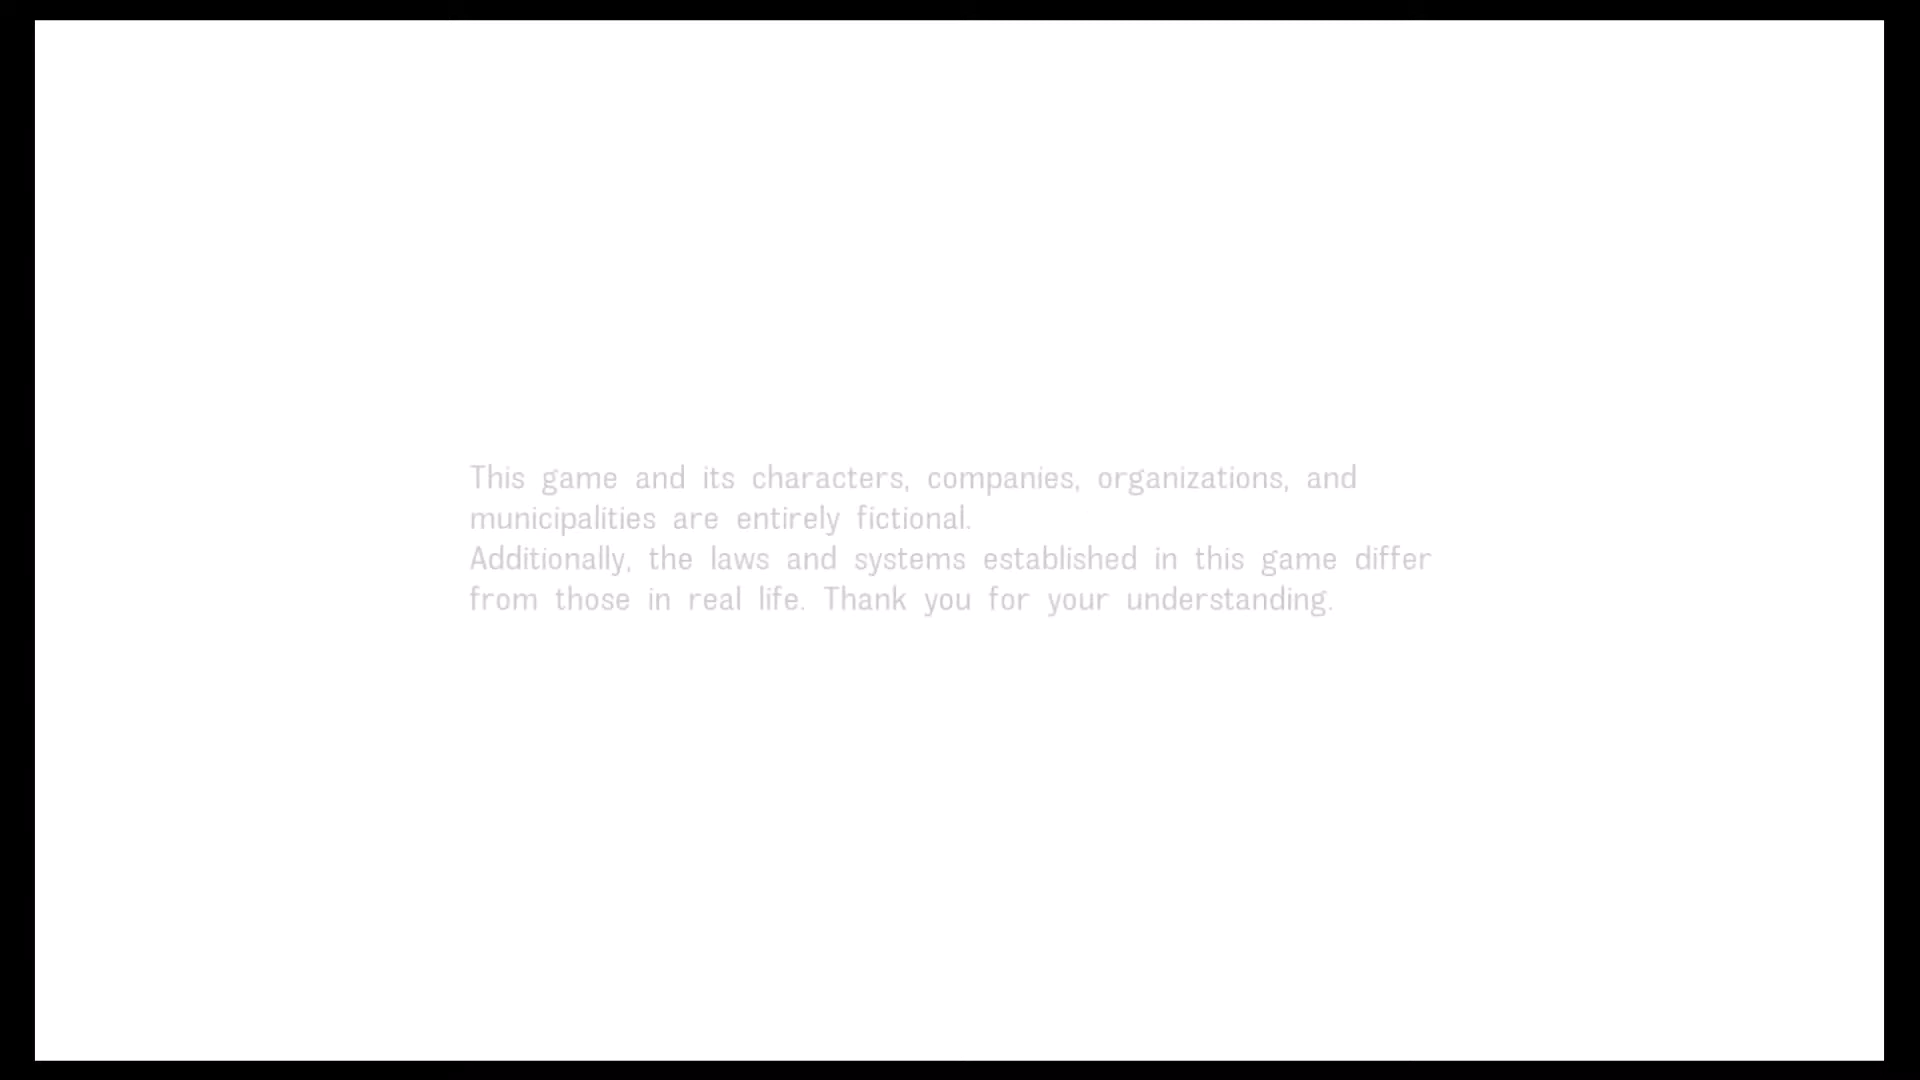 This game and its characters, companies, organizations, and
municipalities are entirely fictional.
Additionally, the laws and systems established in this game differ
from those in real life. Thank you for your understanding.